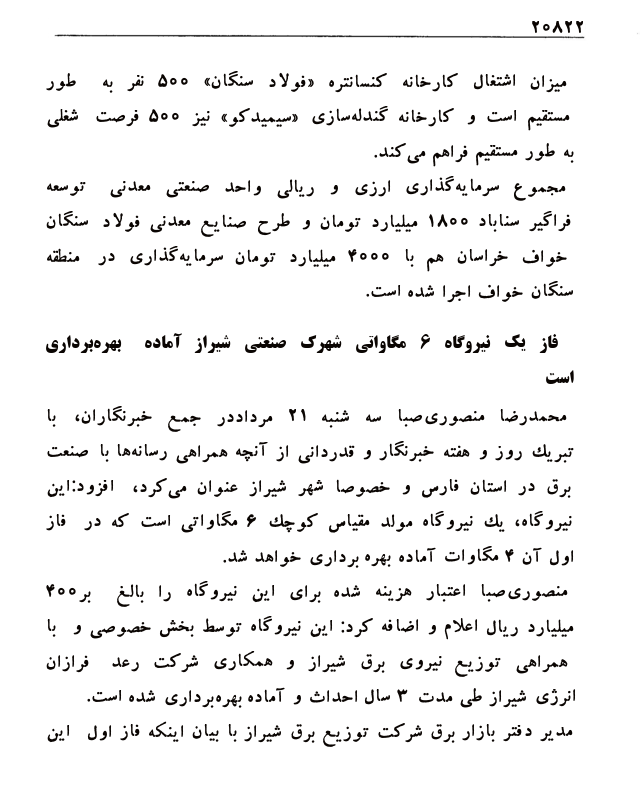 ۲۰۸۲۲
میزان اشتغال کارخانه کنسانتره «فولاد سنگان» ۵۰۰ نفر به طور
مستقیم است و کارخانه گندله‌سازی «سیمیدکو» نیز ۵۰۰ فرصت شغلی
به طور مستقیم فراهم می‌کند.
مجموع سرمایه‌گذاری ارزی و ریالی واحد صنعتی معدنی توسعه
فراگیر سناباد ۱۸۰۰ میلیارد تومان و طرح صنایع معدنی فولاد سنگان
خواف خراسان هم با ۴۰۰۰ میلیارد تومان سرمایه‌گذاری در منطقه
سنگان خواف اجرا شده است.
فاز یک نیروگاه ۶ مگاواتی شهرک صنعتی شیراز آماده بهره‌برداری
است
محمدرضا منصوری‌صبا سه شنبه ۲۱ مرداددر جمع خبرنگاران، با
تبریك روز و هفته خبرنگار و قدردانی از آنچه همراهی رسانه‌ها با صنعت
برق در استان فارس و خصوصا شهر شیراز عنوان می‌کرد، افزود:این
نیروگاه، یك نیروگاه مولد مقیاس کوچك ۶ مگاواتی است که در فاز
اول آن ۴ مگاوات آماده بهره برداری خواهد شد.
منصوری‌صبا اعتبار هزینه شده برای این نیروگاه را بالغ بر۴۰۰
میلیارد ریال اعلام و اضافه کرد: این نیروگاه توسط بخش خصوصی و با
همراهی توزیع نیروی برق شیراز و همکاری شرکت رعد فرازان
انرژی شیراز طی مدت ۳ سال احداث و آماده بهره‌برداری شده است.
مدیر دفتر بازار برق شرکت توزیع برق شیراز با بیان اینکه فاز اول این